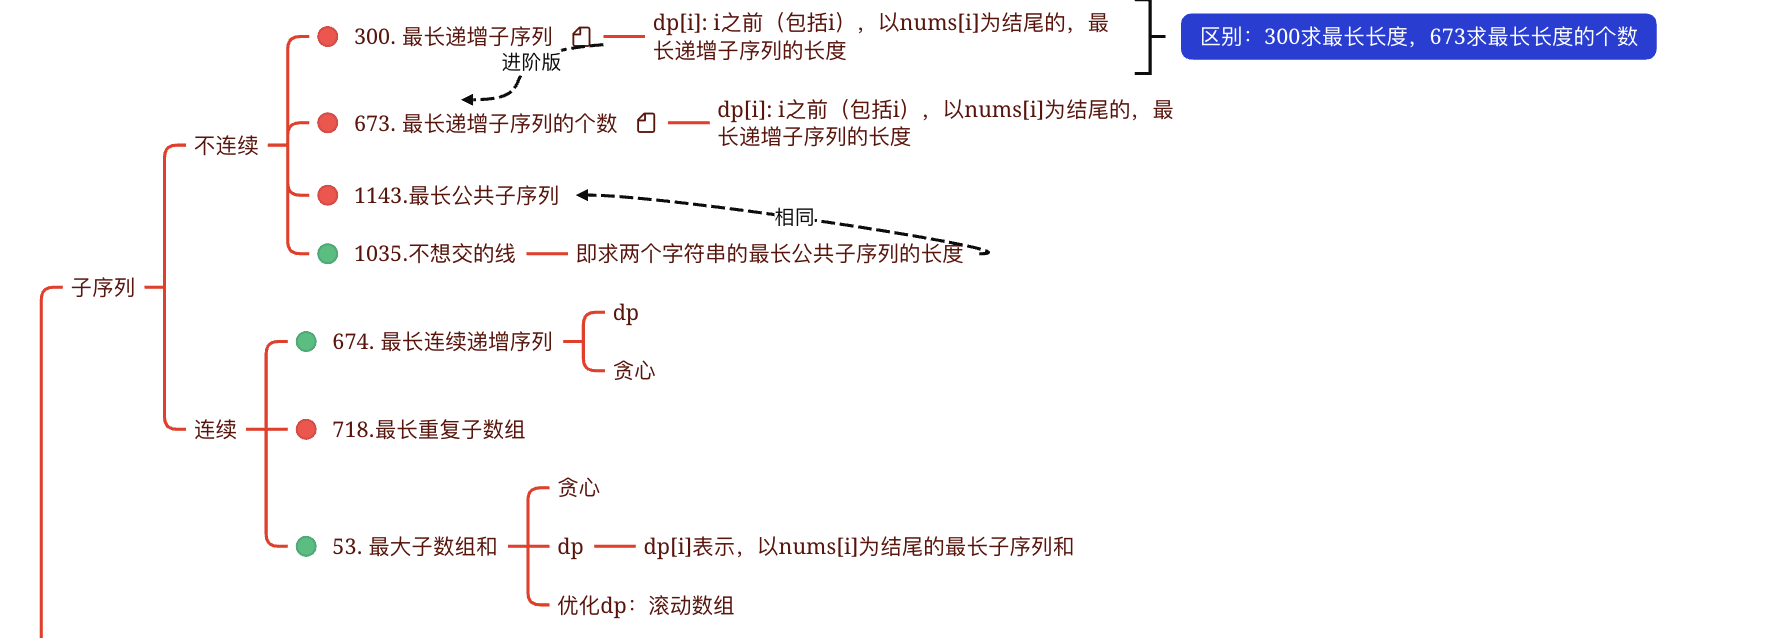 300. 最长递增子序列
dp[i]: i之前（包括i），以nums[i]为结尾的，最
长递增子序列的长度
区别：300求最长长度，673求最长长度的个数
进阶版
673. 最长递增子序列的个数
dp[i]: i之前（包括i），以nums[i]为结尾的，最
长递增子序列的长度
不连续
1143.最长公共子序列
相同
1035.不想交的线
即求两个字符串的最长公共子序列的长度
子序列
dp
674. 最长连续递增序列
贪心
连续
718.最长重复子数组
贪心
53. 最大子数组和
dp
dp[i]表示，以nums[i]为结尾的最长子序列和
优化dp：滚动数组